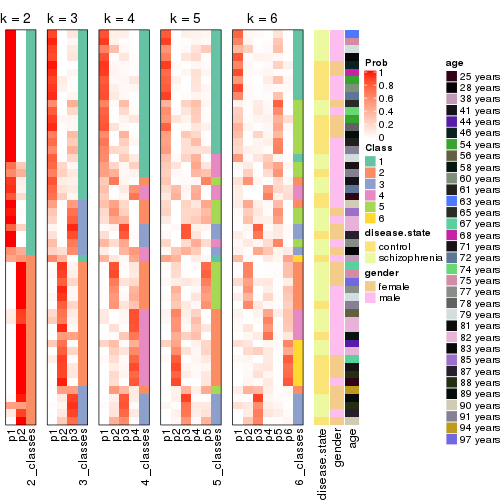 k = 2 k = 3 k = 4 k = 5 k = 6
p1
p2
2_classes
p1
p2
p3
3_classes
p1
p2
p3
p4
4_classes
p1
p2
p3
p4
p5
5_classes
p1
p2
p3
p4
p5
p6
6_classes
disease.state
gender
age
Prob
1
0.8
0.6
0.4
0.2
0
Class
1
2
3
4
5
6
disease.state
control
schizophrenia
gender
female
male
age
25 years
28 years
38 years
41 years
44 years
46 years
54 years
56 years
58 years
60 years
61 years
63 years
65 years
67 years
68 years
71 years
72 years
74 years
75 years
77 years
78 years
79 years
81 years
82 years
83 years
85 years
87 years
88 years
89 years
90 years
91 years
94 years
97 years